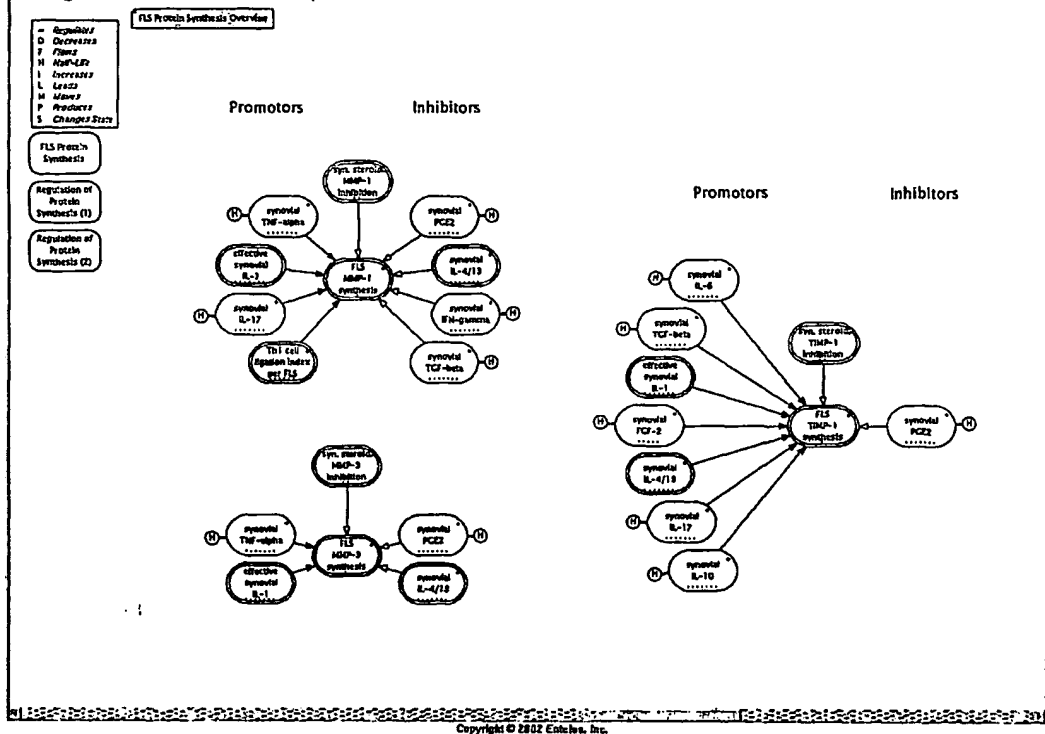 FLS Protein Synthesis Overview
= Regulates
D Decreases
F Flows
H Half-Life
I Increases
L Leads
M Moves
P Produces
S Changes State
FLS Protein
Synthesis
Regulation of
Protein
Synthesis (1)
Regulation of
Protein
Synthesis (2)
Promotors
Inhibitors
syn. steroid
MMP-1
inhibition
H
synovial
TNF-alpha
synovial
PGE2
H
effective
synovial
IL-1
FLS
MMP-1
synthesis
synovial
IL-4/13
H
synovial
IL-17
synovial
IFN-gamma
H
Th1 cell
ligation index
per FLS
synovial
TGF-beta
H
syn. steroid
MMP-3
inhibition
H
synovial
TNF-alpha
FLS
MMP-3
synthesis
synovial
PGE2
H
effective
synovial
IL-1
synovial
IL-4/13
Promotors
Inhibitors
H
synovial
IL-6
H
synovial
TGF-beta
syn. steroid
TIMP-1
inhibition
effective
synovial
IL-1
H
synovial
FGF-2
FLS
TIMP-1
synthesis
synovial
PGE2
H
synovial
IL-4/13
H
synovial
IL-17
H
synovial
IL-10
Copyright © 2002 Entelos, Inc.